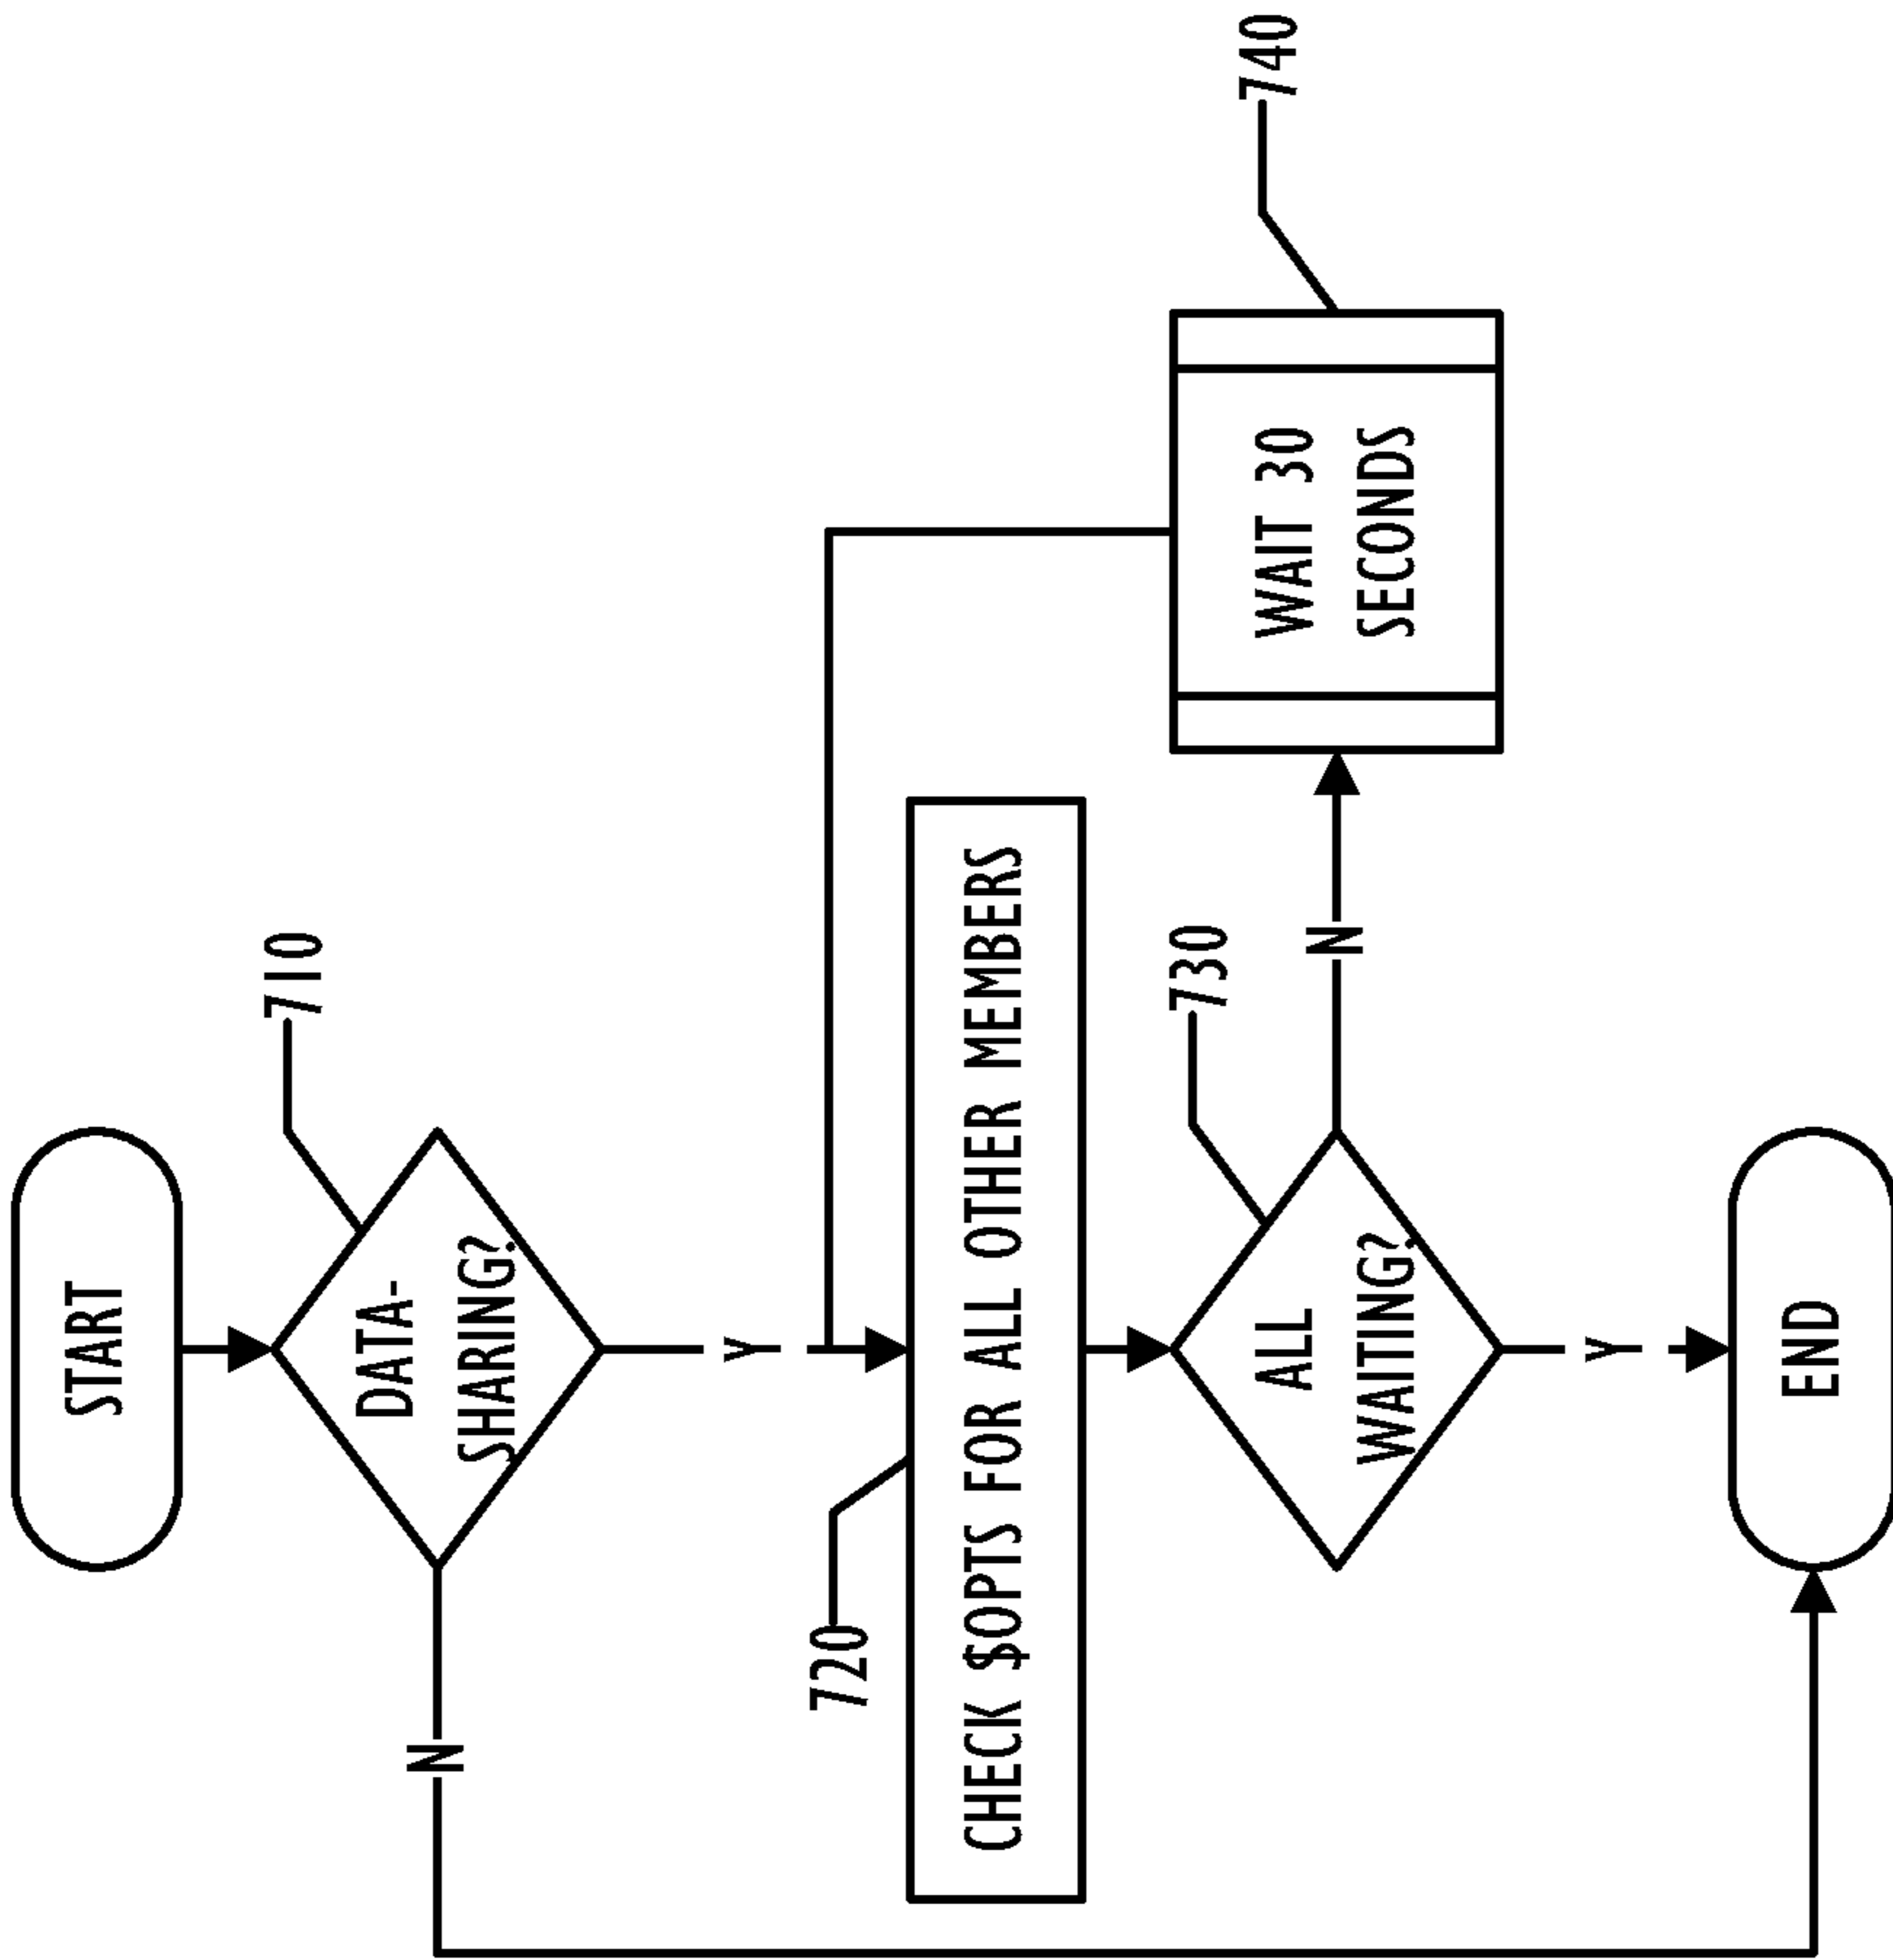 START
710
DATA-
SHARING?
N
Y
720
CHECK $OPTS FOR ALL OTHER MEMBERS
730
ALL
WAITING?
N
740
WAIT 30
SECONDS
Y
END